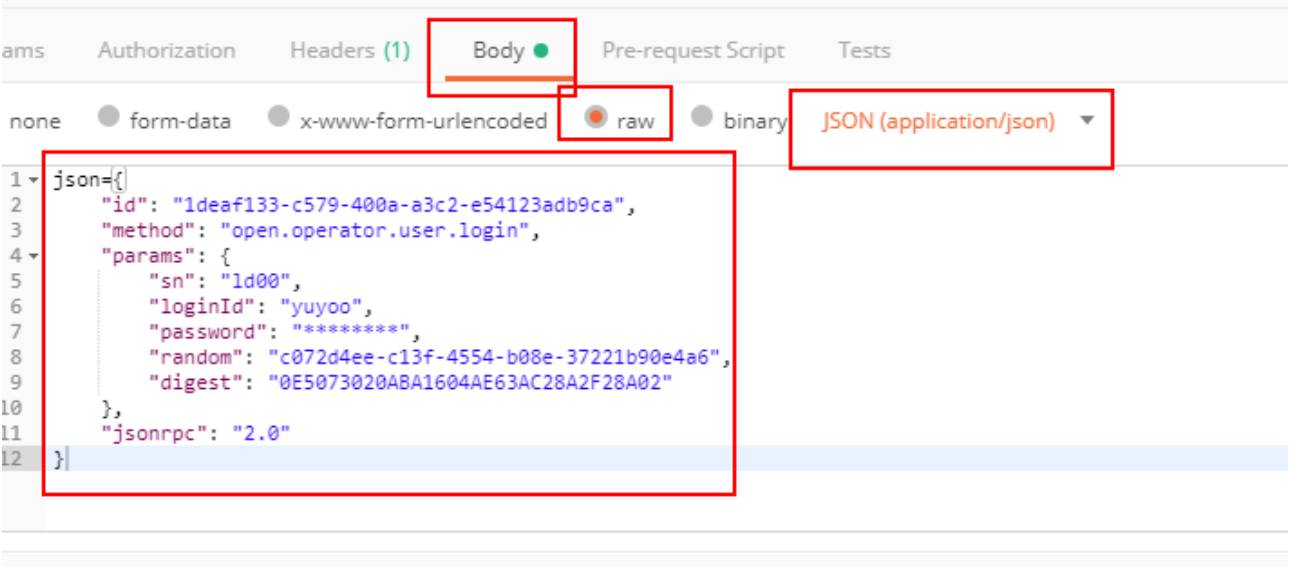 ams Authorization Headers (1) Body Pre-request Script Tests
none form-data x-www-form-urlencoded raw binary JSON (application/json)
1 json={
2 "id": "1deaf133-c579-400a-a3c2-e54123adb9ca",
3 "method": "open.operator.user.login",
4 "params": {
5 "sn": "ld00",
6 "loginId": "yuyoo",
7 "password": "********",
8 "random": "c072d4ee-c13f-4554-b08e-37221b90e4a6",
9 "digest": "0E5073020ABA1604AE63AC28A2F28A02"
10 },
11 "jsonrpc": "2.0"
12 }